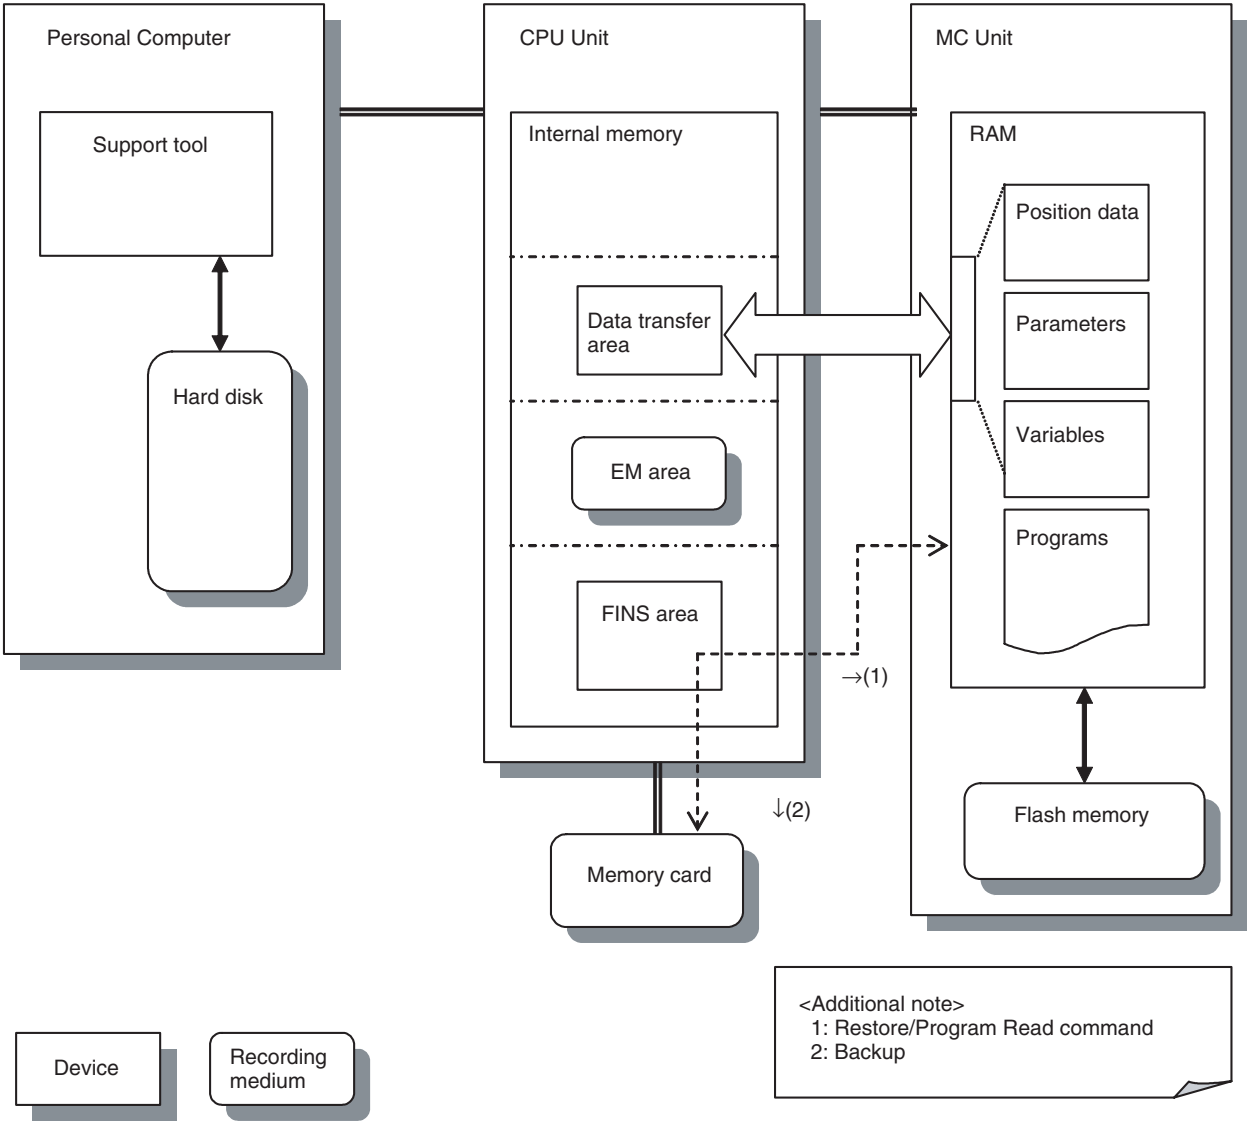 Personal Computer
Support tool
Hard disk
CPU Unit
Internal memory
Data transfer
area
EM area
FINS area
Memory card
MC Unit
RAM
Position data
Parameters
Variables
Programs
Flash memory
→(1)
↓(2)
<Additional note>
1: Restore/Program Read command
2: Backup
Device
Recording
medium